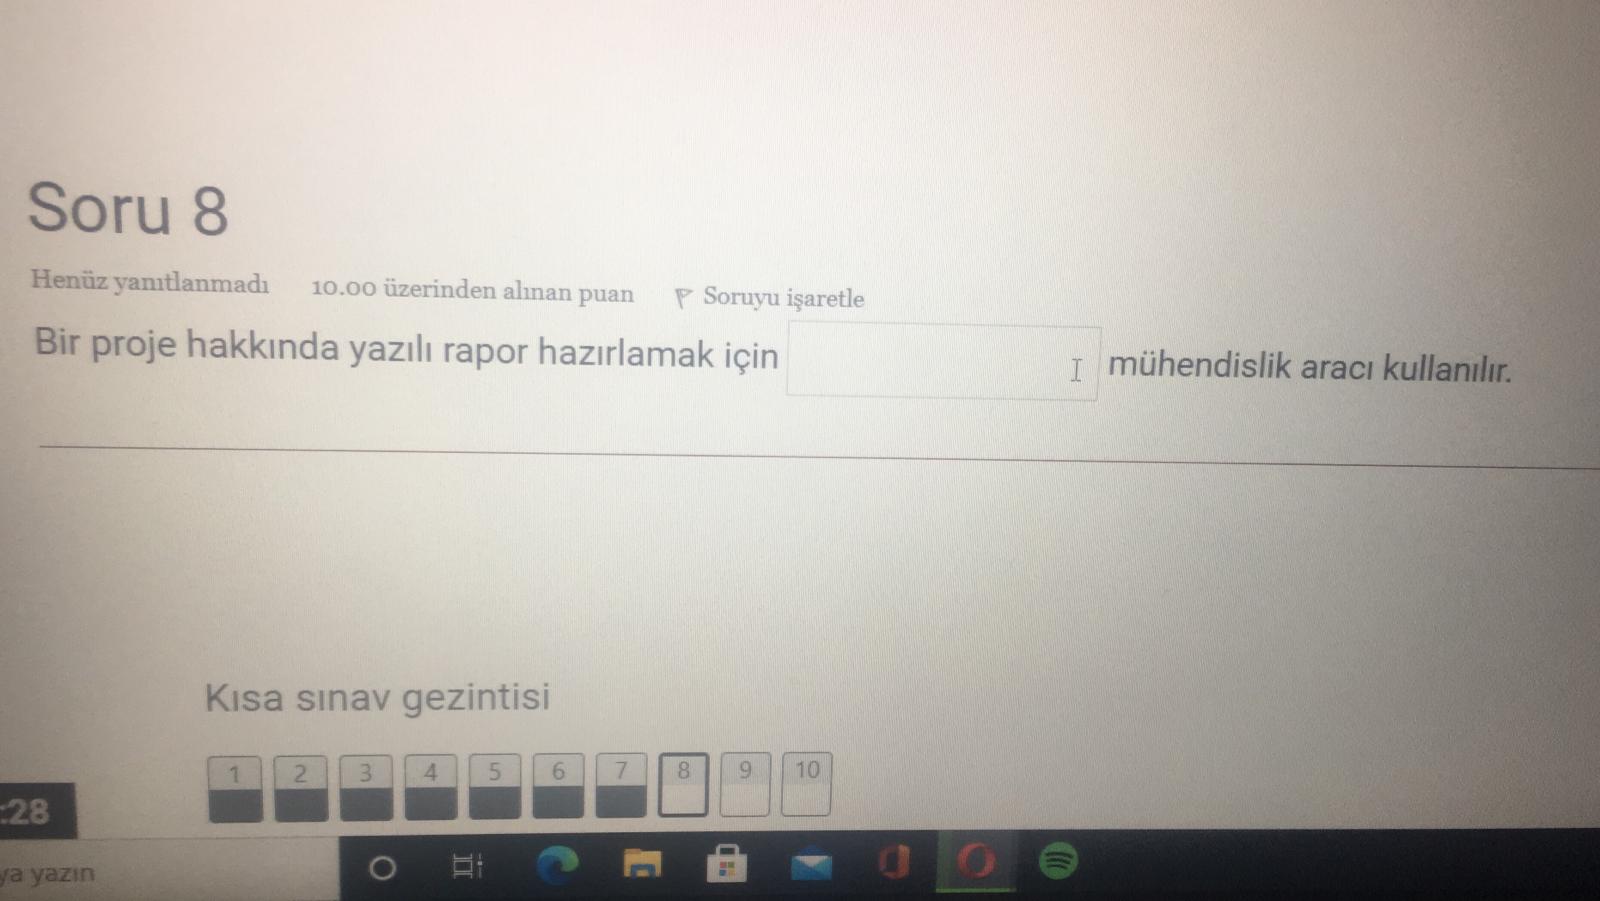 Soru 8
Henüz yanıtlanmadı 10.00 üzerinden alınan puan Soruyu işaretle
Bir proje hakkında yazılı rapor hazırlamak için mühendislik aracı kullanılır.
Kısa sınav gezintisi
1 2 3 4 5 6 7 8 9 10
:28
ya yazın